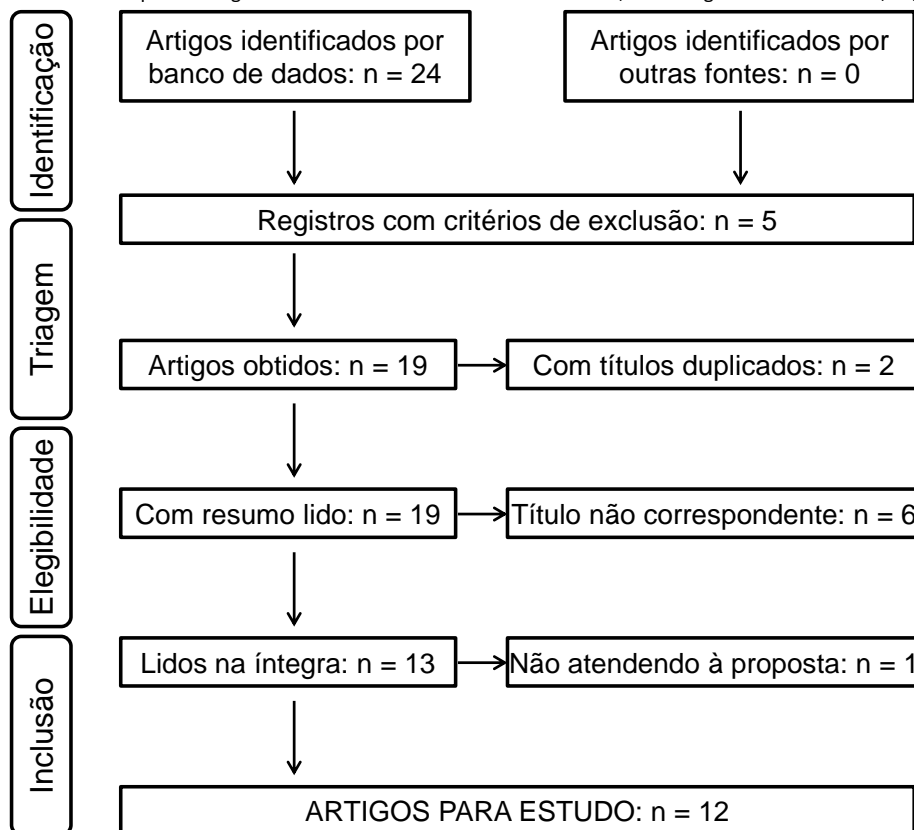 Identificação
Artigos identificados por
banco de dados: n = 24
Artigos identificados por
outras fontes: n = 0
Registros com critérios de exclusão: n = 5
Triagem
Artigos obtidos: n = 19
Com títulos duplicados: n = 2
Elegibilidade
Com resumo lido: n = 19
Título não correspondente: n = 6
Inclusão
Lidos na íntegra: n = 13
Não atendendo à proposta: n = 1
ARTIGOS PARA ESTUDO: n = 12